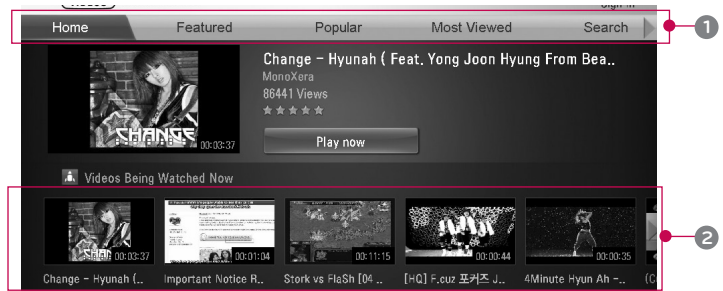 Home Featured Popular Most Viewed Search
1
Change - Hyunah ( Feat. Yong Joon Hyung From Bea..
MonoXera
86441 Views
CHANGE
00:03:37
Play now
Videos Being Watched Now
00:03:37 00:01:04 00:11:15 00:00:44 00:00:35
2
Change - Hyunah (.. Important Notice R.. Stork vs FlaSh [04 .. [HQ] F.cuz 포커즈 J.. 4Minute Hyun Ah -.. (C